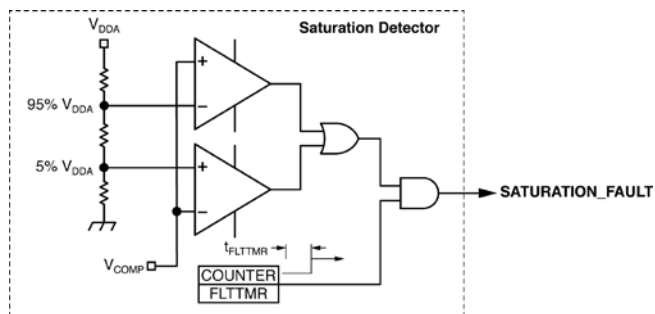 V_DDA
Saturation Detector
+
−
95% V_DDA
5% V_DDA
+
−
SATURATION_FAULT
t_FLTTMR
V_COMP
COUNTER
FLTTMR